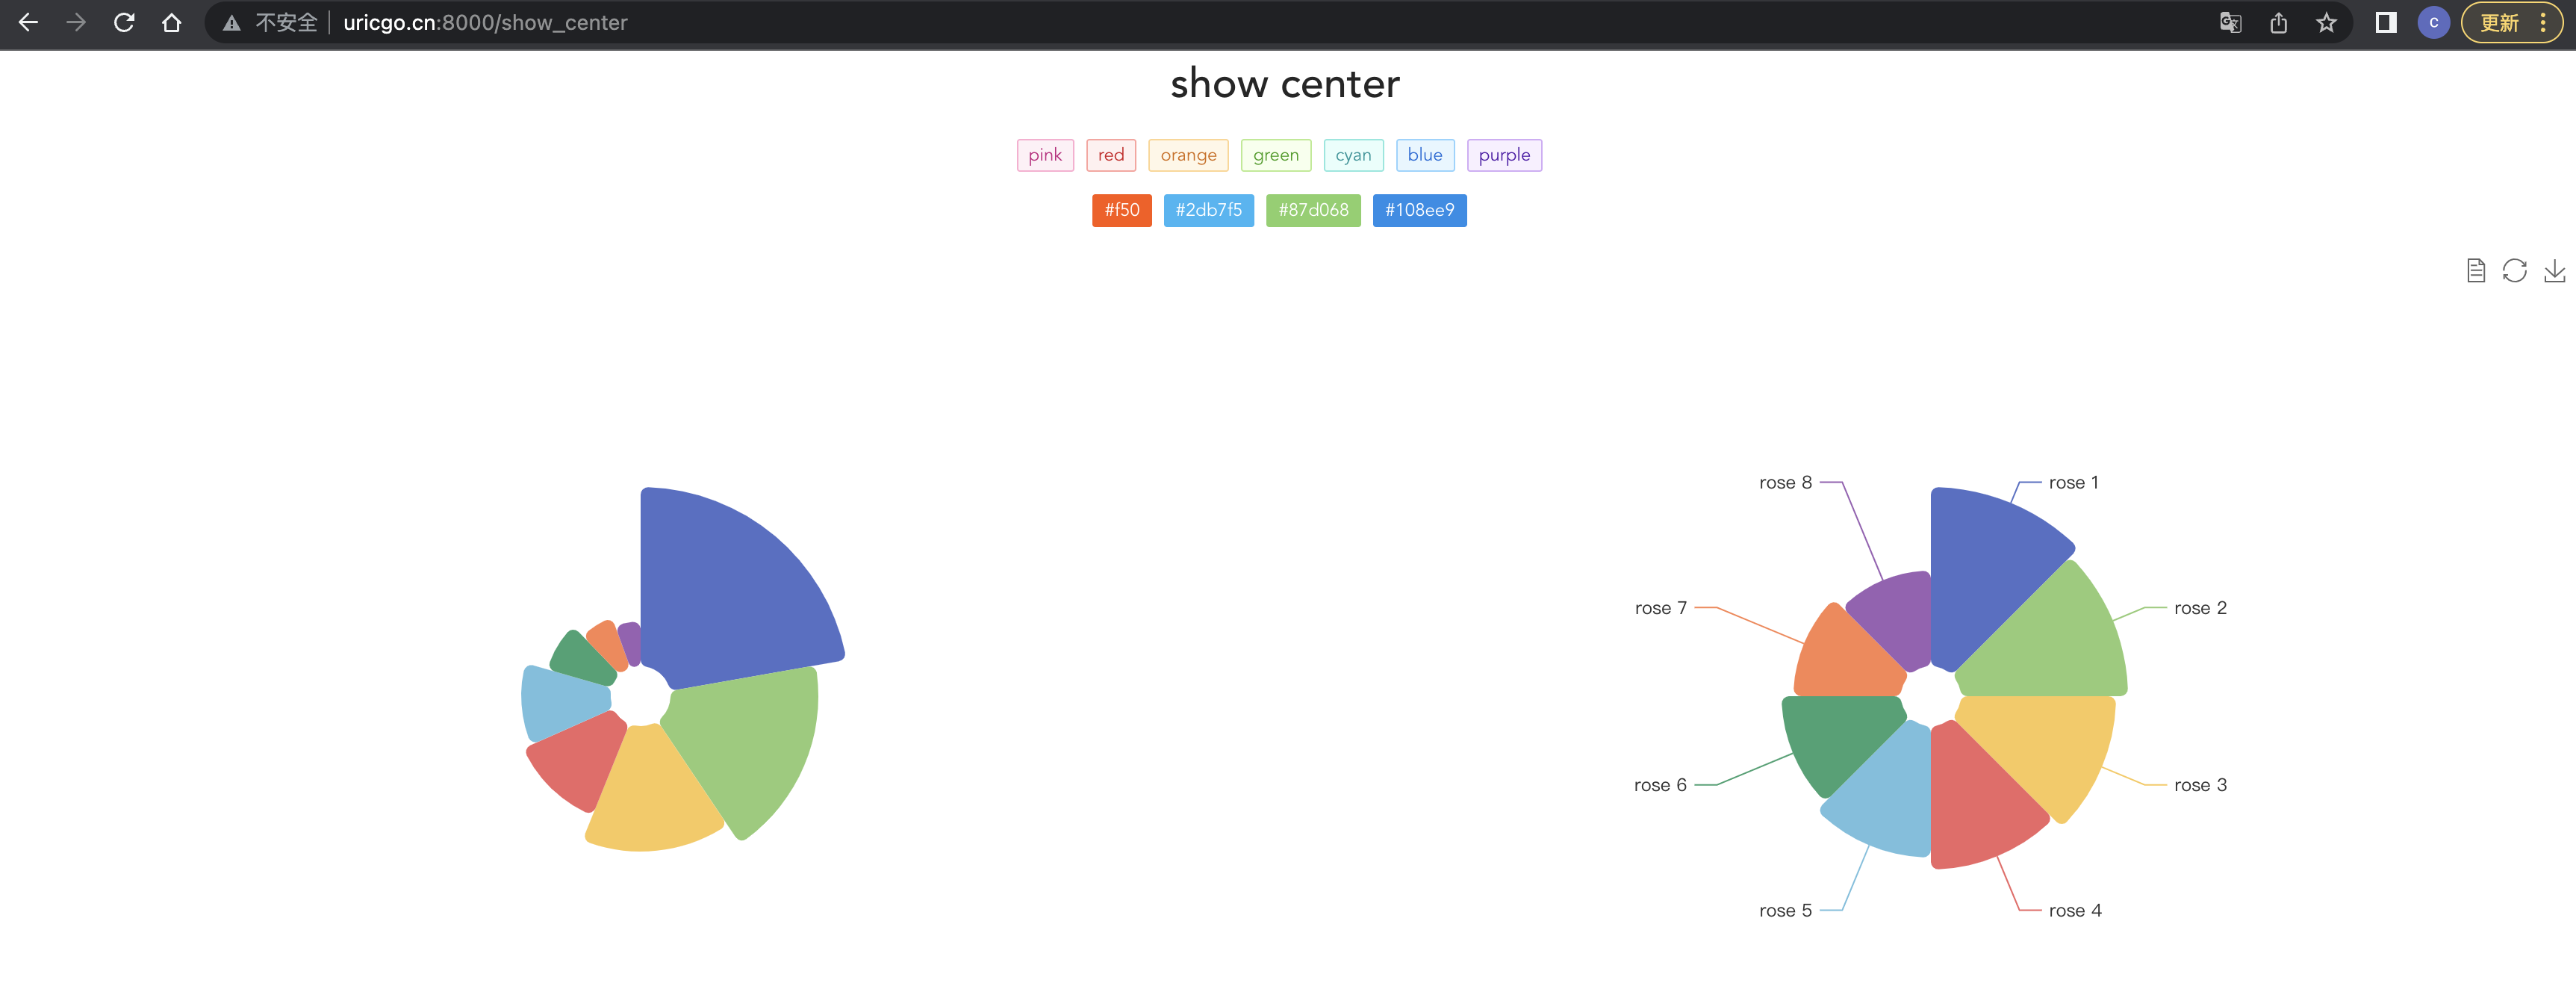 不安全 uricgo.cn:8000/show_center C 更新
show center
pink red orange green cyan blue purple
#f50 #2db7f5 #87d068 #108ee9
rose 8 rose 1
rose 7 rose 2
rose 6 rose 3
rose 5 rose 4